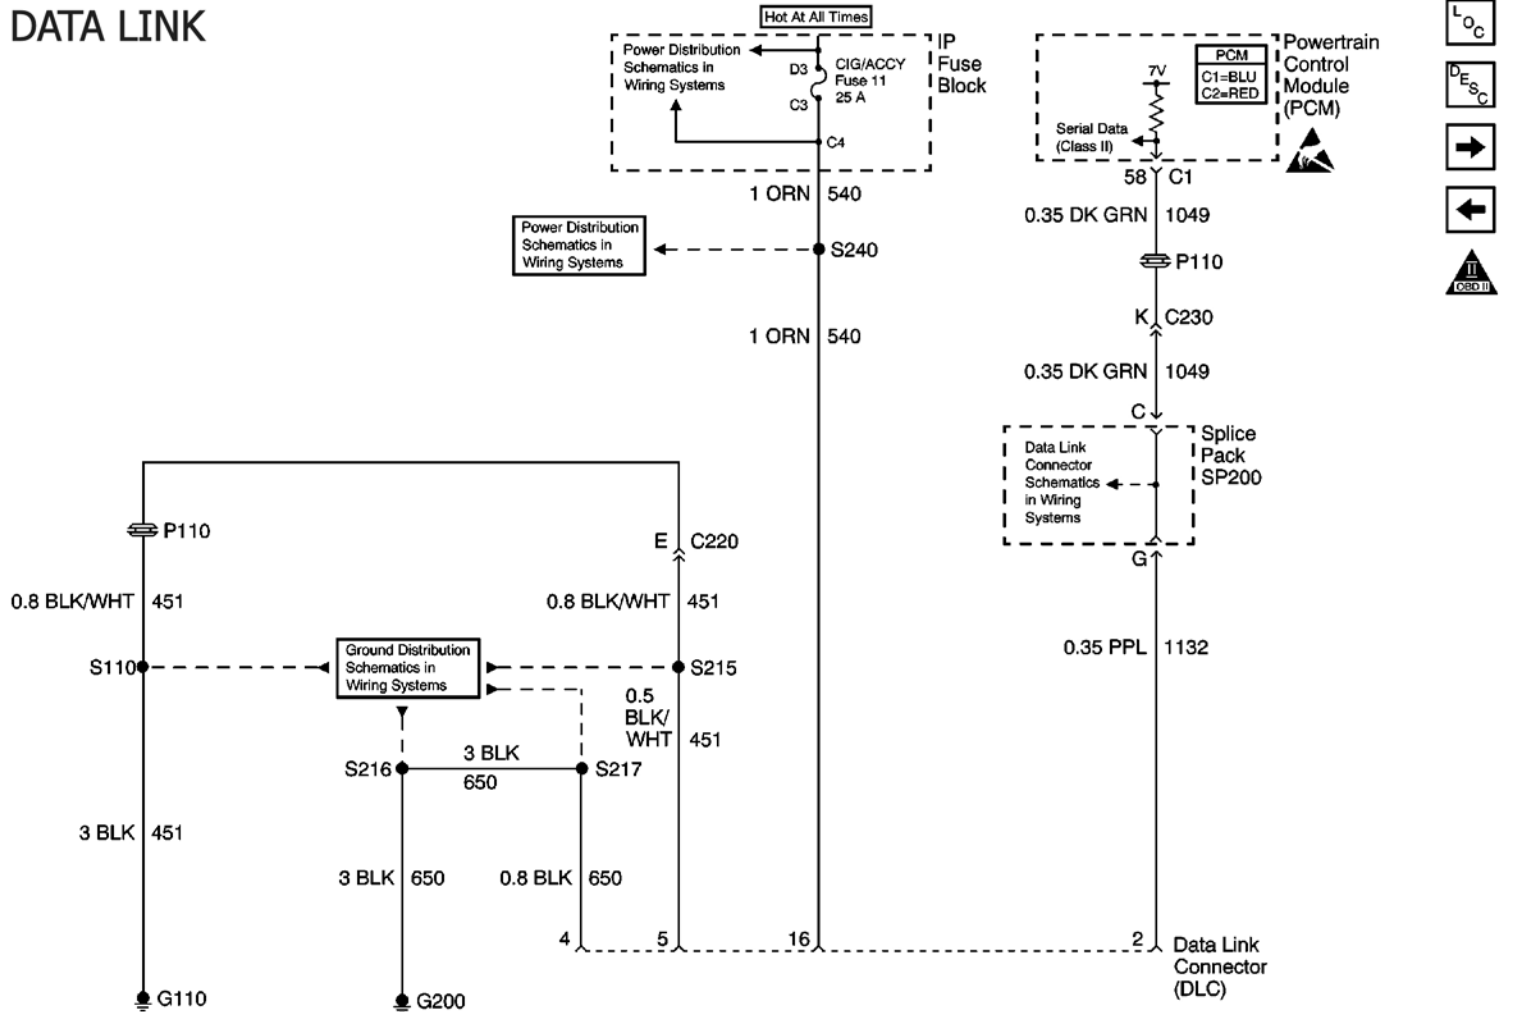 DATA LINK
Hot At All Times
Power Distribution
Schematics in
Wiring Systems
D3
CIG/ACCY
Fuse 11
25 A
C3
C4
IP
Fuse
Block
7V
PCM
C1=BLU
C2=RED
Serial Data
(Class II)
Powertrain
Control
Module
(PCM)
L
O
C
D
E
S
C
II
OBD II
1 ORN 540
58 C1
0.35 DK GRN 1049
Power Distribution
Schematics in
Wiring Systems
S240
P110
K C230
1 ORN 540
0.35 DK GRN 1049
C
Data Link
Connector
Schematics
in Wiring
Systems
Splice
Pack
SP200
G
P110
E C220
0.8 BLK/WHT 451
0.8 BLK/WHT 451
0.35 PPL 1132
S110
Ground Distribution
Schematics in
Wiring Systems
S215
0.5
BLK/
WHT 451
S216
3 BLK
650
S217
3 BLK 451
3 BLK 650
0.8 BLK 650
4
5
16
2
Data Link
Connector
(DLC)
G110
G200